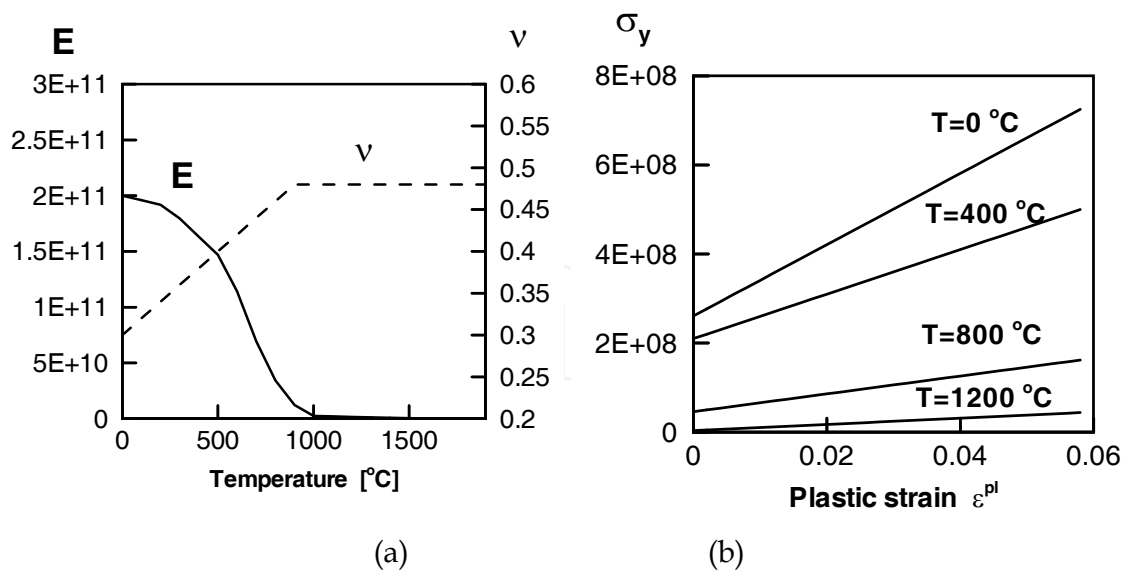 E
ν
3E+11
2.5E+11
2E+11
1.5E+11
1E+11
5E+10
0
0.6
0.55
0.5
0.45
0.4
0.35
0.3
0.25
0.2
E
ν
0 500 1000 1500
Temperature [°C]
(a)
σy
8E+08
6E+08
4E+08
2E+08
0
T=0 °C
T=400 °C
T=800 °C
T=1200 °C
0 0.02 0.04 0.06
Plastic strain ε^pl
(b)